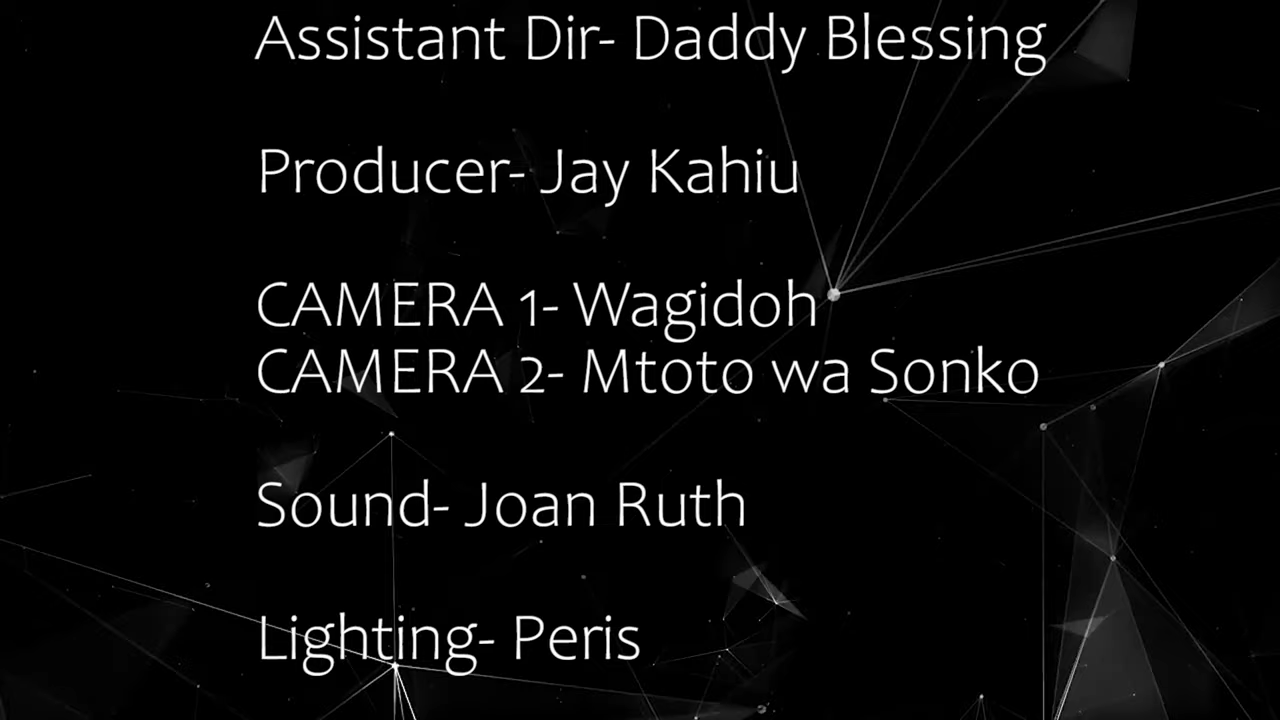 Assistant Dir- Daddy Blessing
Producer- Jay Kahiu
CAMERA 1- Wagidoh
CAMERA 2- Mtoto wa Sonko
Sound- Joan Ruth
Lighting- Peris